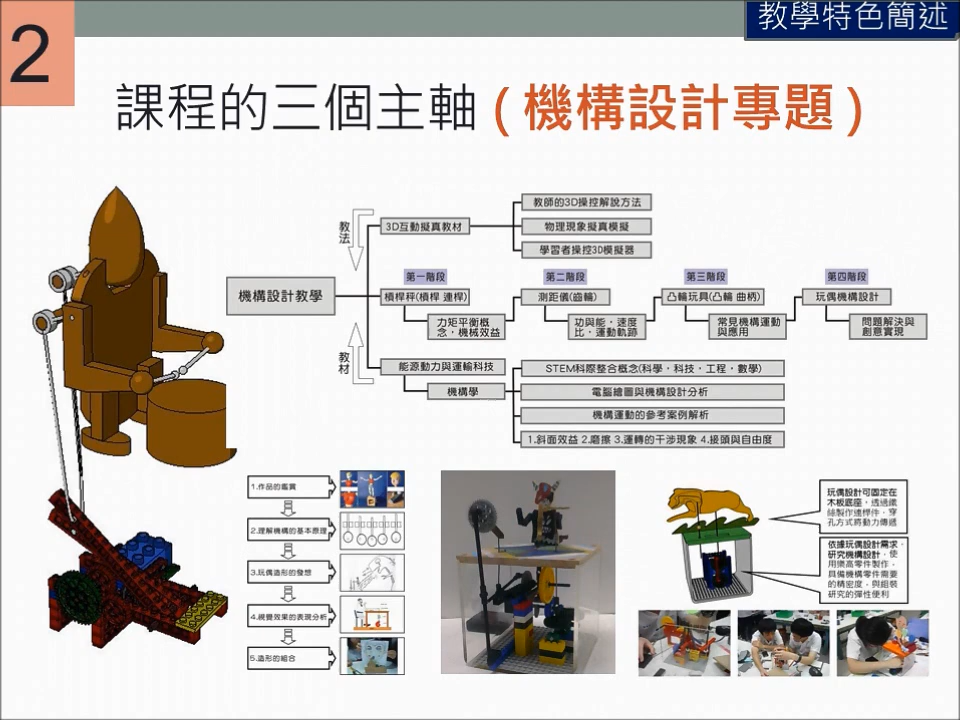 2
教學特色簡述
課程的三個主軸 ( 機構設計專題 )
教法
3D互動擬真教材
教師的3D操控解說方法
物理現象擬真模擬
學習者操控3D模擬器
機構設計教學
第一階段
第二階段
第三階段
第四階段
槓桿秤(槓桿 連桿)
測距儀(齒輪)
凸輪玩具(凸輪 曲柄)
玩偶機構設計
力矩平衡概
念、機械效益
功與能、速度
比、運動軌跡
常見機構運動
與應用
問題解決與
創意實現
教材
能源動力與運輸科技
機構學
STEM科際整合概念(科學、科技、工程、數學)
電腦繪圖與機構設計分析
機構運動的參考案例解析
1.斜面效益 2.磨擦 3.運轉的干涉現象 4.接頭與自由度
1.作品的鑑賞
2.理解機構的基本原理
3.玩偶造形的發想
4.視覺效果的表現分析
5.造形的組合
玩偶設計可固定在
木板底座，透過鐵
絲製作連桿件，穿
孔方式將動力傳遞
依據玩偶設計需求，
研究機構設計，使
用樂高零件製作，
具備機構零件需要
的精密度，與組裝
研究的彈性便利